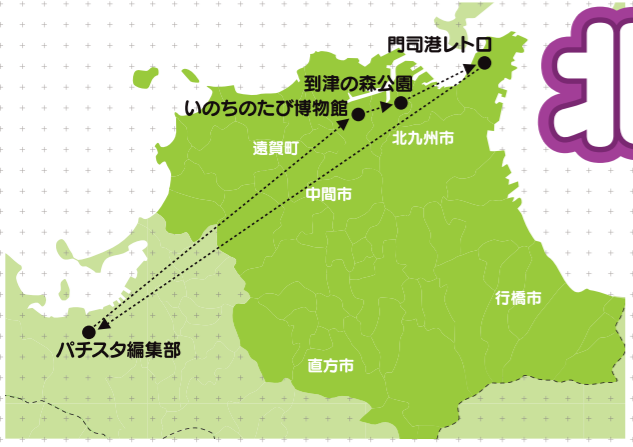 門司港レトロ
到津の森公園
いのちのたび博物館
北九州市
遠賀町
中間市
行橋市
パチスタ編集部
直方市